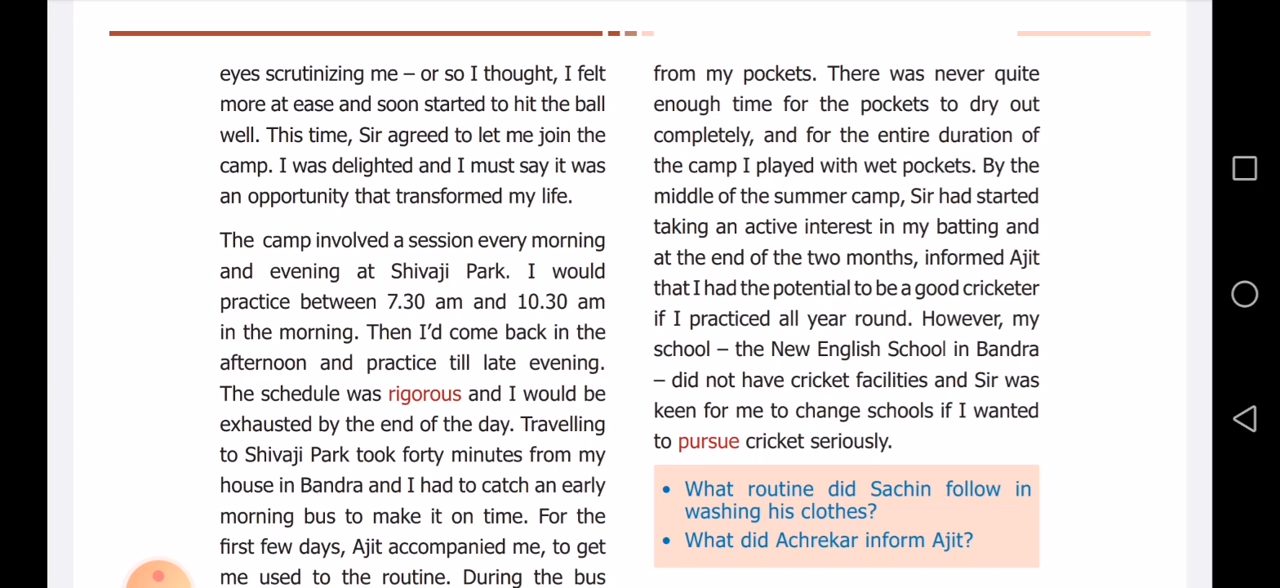 eyes scrutinizing me – or so I thought, I felt
more at ease and soon started to hit the ball
well. This time, Sir agreed to let me join the
camp. I was delighted and I must say it was
an opportunity that transformed my life.
The camp involved a session every morning
and evening at Shivaji Park. I would
practice between 7.30 am and 10.30 am
in the morning. Then I’d come back in the
afternoon and practice till late evening.
The schedule was rigorous and I would be
exhausted by the end of the day. Travelling
to Shivaji Park took forty minutes from my
house in Bandra and I had to catch an early
morning bus to make it on time. For the
first few days, Ajit accompanied me, to get
me used to the routine. During the bus
from my pockets. There was never quite
enough time for the pockets to dry out
completely, and for the entire duration of
the camp I played with wet pockets. By the
middle of the summer camp, Sir had started
taking an active interest in my batting and
at the end of the two months, informed Ajit
that I had the potential to be a good cricketer
if I practiced all year round. However, my
school – the New English School in Bandra
– did not have cricket facilities and Sir was
keen for me to change schools if I wanted
to pursue cricket seriously.
• What routine did Sachin follow in
washing his clothes?
• What did Achrekar inform Ajit?